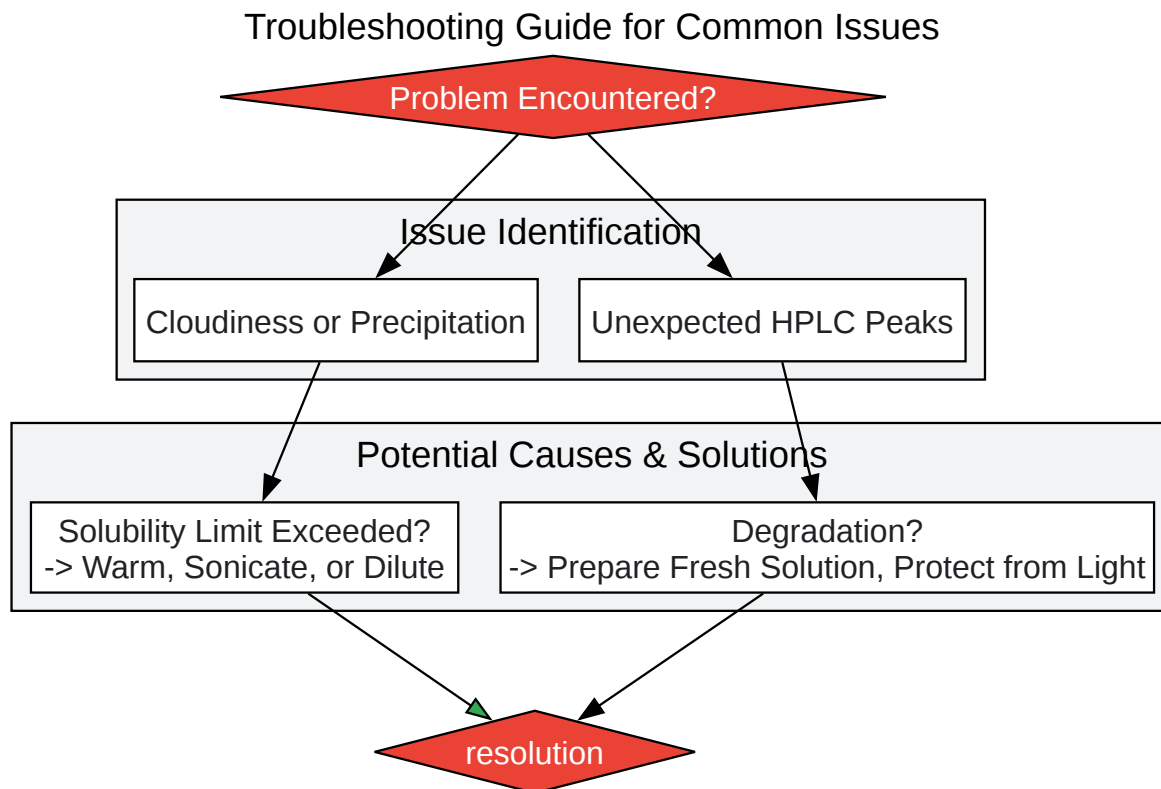 Troubleshooting Guide for Common Issues
Problem Encountered?
Issue Identification
Cloudiness or Precipitation
Unexpected HPLC Peaks
Potential Causes & Solutions
Solubility Limit Exceeded?
-> Warm, Sonicate, or Dilute
Degradation?
-> Prepare Fresh Solution, Protect from Light
resolution